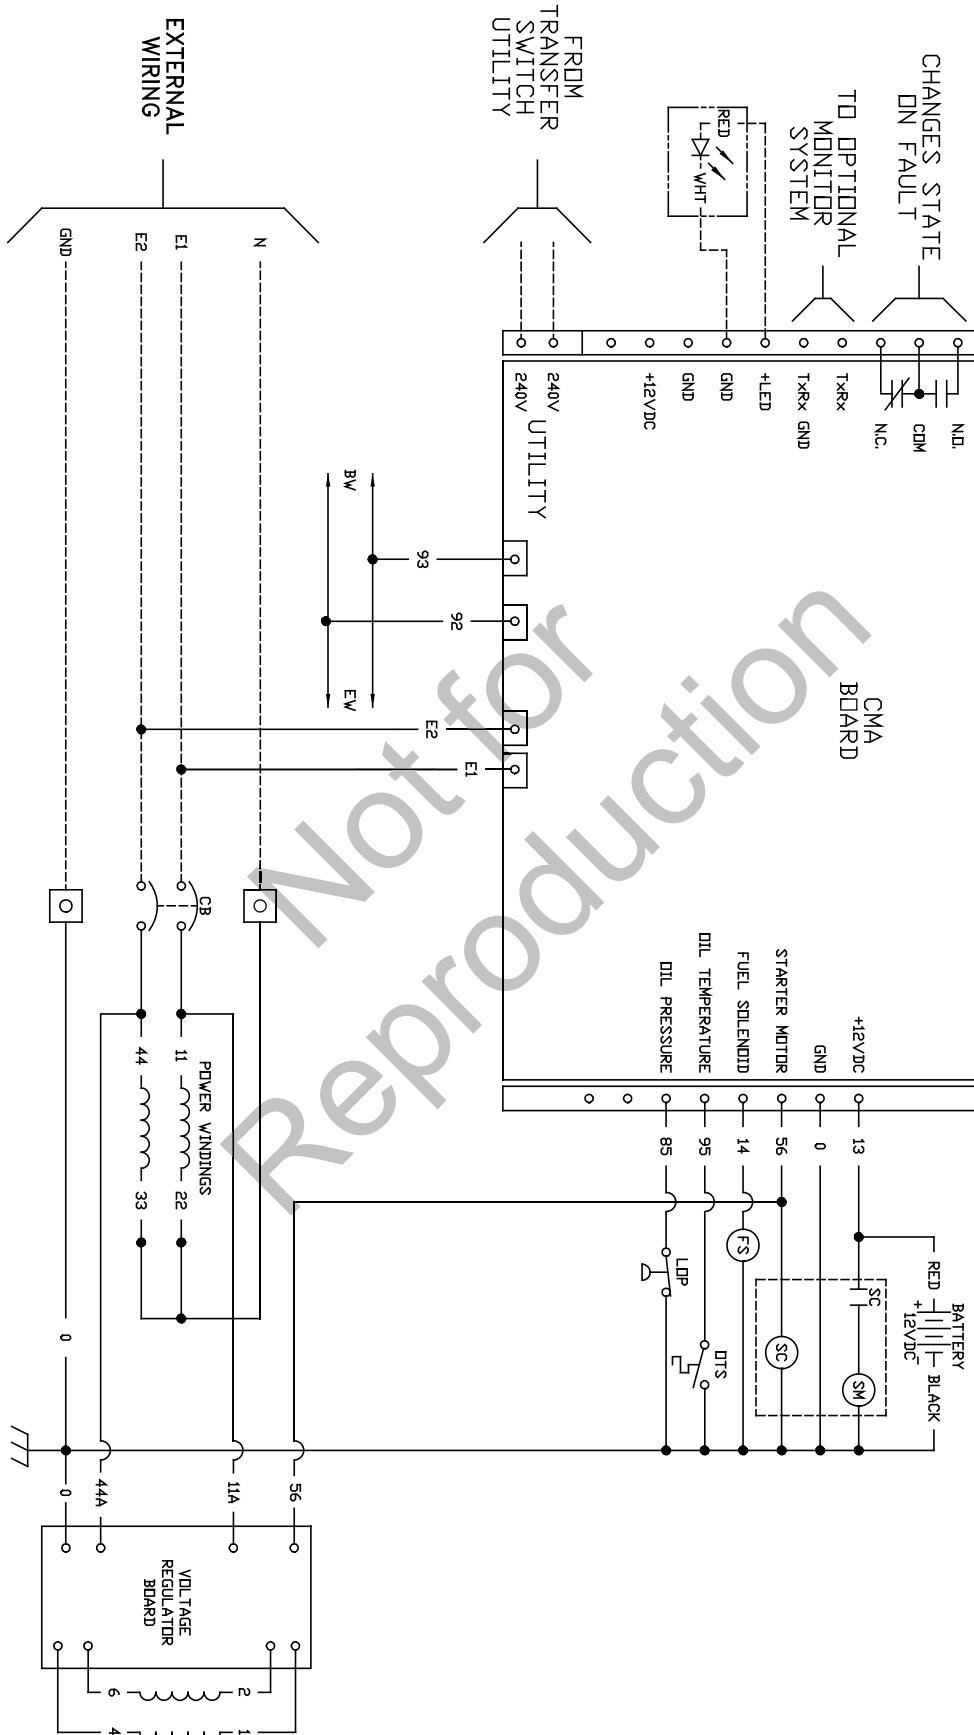 CHANGES STATE
ON FAULT
TO OPTIONAL
MONITOR
SYSTEM
RED
WHT
FROM
TRANSFER
SWITCH
UTILITY
EXTERNAL
WIRING
N
E1
E2
GND
N.O.
COM
N.C.
TxRx
TxRx GND
+LED
GND
GND
+12VDC
240V
240V
UTILITY
BW
93
92
EW
E2
E1
CMA
BOARD
Not for
Reproduction
CB
+12VDC
GND
STARTER MOTOR
FUEL SOLENOID
OIL TEMPERATURE
OIL PRESSURE
13
0
56
14
95
85
POWER WINDINGS
11
44
22
33
BATTERY
+ 12VDC -
RED
BLACK
SC
SM
SC
FS
OTS
LOP
0
0
44A
11A
56
VOLTAGE
REGULATOR
BOARD
2
6
1
4